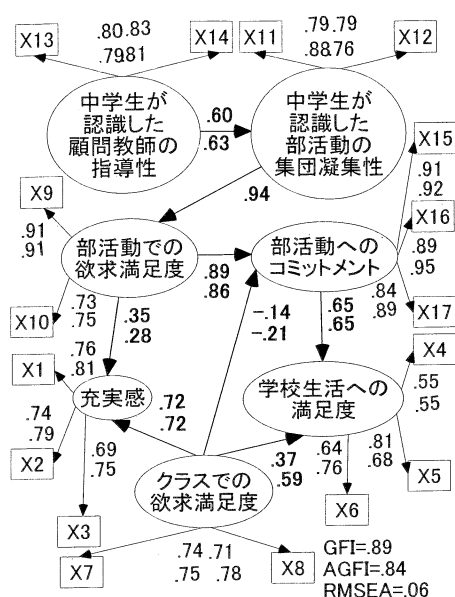 .80.83 .79.79
X13 X14 X11 X12
.79.81 .88.76
中学生が
認識した
顧問教師の
指導性
.60
.63
中学生が
認識した
部活動の
集団凝集性
X15
X9
.94
.91
.92
X16
.91
.91
部活動での
欲求満足度
.89
.86
部活動への
コミットメント
.89
.95
X10
.73
.75
.35
.28
-.14
-.21
.65
.65
.84
.89
X17
X1
.76
.81
X4
充実感
.72
.72
学校生活への
満足度
.55
.55
.74
.79
X2
.69
.75
クラスでの
欲求満足度
.37
.59
.64
.76
.81
.68
X5
X3
X6
X7
.74 .71
.75 .78
X8
GFI=.89
AGFI=.84
RMSEA=.06